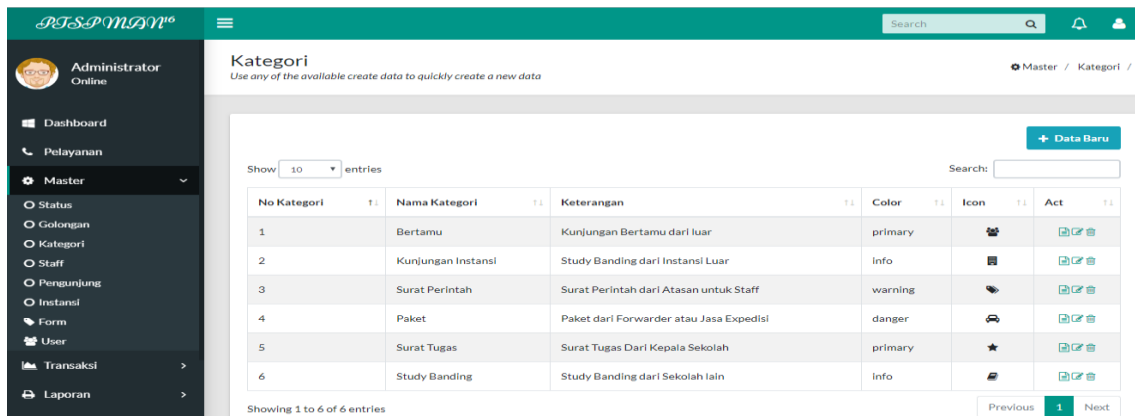 PTSPMAN16
Search
Administrator
Online
Kategori
Use any of the available create data to quickly create a new data
Master / Kategori /
Dashboard
Pelayanan
Master
Status
Golongan
Kategori
Staff
Pengunjung
Instansi
Form
User
Transaksi
Laporan
+ Data Baru
Show 10 entries
Search:
No Kategori Nama Kategori Keterangan Color Icon Act
1 Bertamu Kunjungan Bertamu dari luar primary
2 Kunjungan Instansi Study Banding dari Instansi Luar info
3 Surat Perintah Surat Perintah dari Atasan untuk Staff warning
4 Paket Paket dari Forwarder atau Jasa Expedisi danger
5 Surat Tugas Surat Tugas Dari Kepala Sekolah primary
6 Study Banding Study Banding dari Sekolah lain info
Showing 1 to 6 of 6 entries
Previous 1 Next